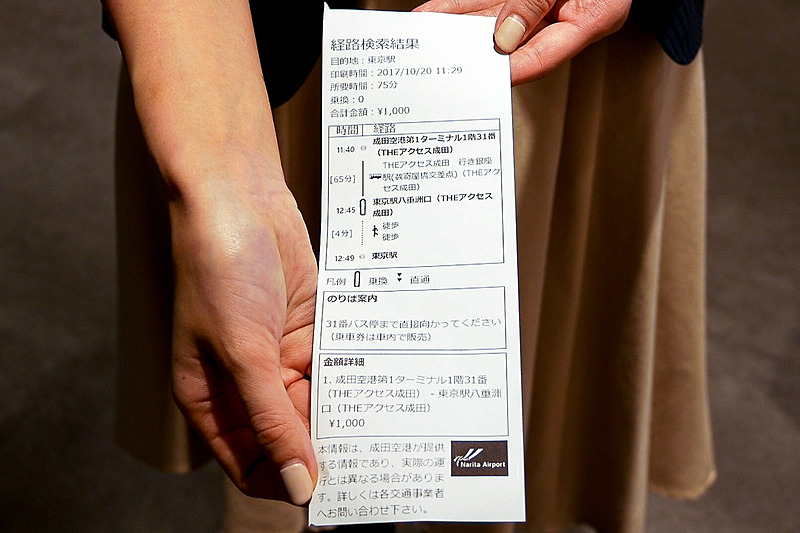 経路検索結果
目的地：東京駅
印刷時間：2017/10/20 11:29
所要時間：75分
乗換：0
合計金額：¥1,000
時間 経路
11:40 成田空港第1ターミナル1階31番
（THEアクセス成田）
THEアクセス成田 行き銀座
[65分] 駅(数寄屋橋交差点)（THEアク
セス成田）
12:45 東京駅八重洲口（THEアクセス
成田）
徒歩
[4分] 徒歩
12:49 東京駅
凡例 乗換 直通
のりば案内
31番バス停まで直接向かってください
（乗車券は車内で販売）
金額詳細
1. 成田空港第1ターミナル1階31番
（THEアクセス成田） - 東京駅八重洲
口（THEアクセス成田）
¥1,000
本情報は、成田空港が提供
する情報であり、実際の運
行とは異なる場合がありま
す。詳しくは各交通事業者
へお問い合わせ下さい。
Narita Airport